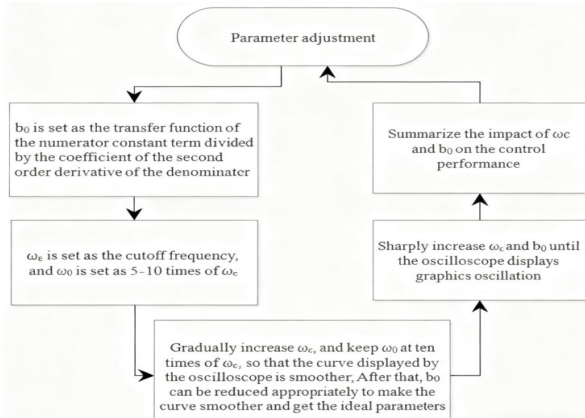 Parameter adjustment
b₀ is set as the transfer function of
the numerator constant term divided
by the coefficient of the second
order derivative of the denominator
ωc is set as the cutoff frequency,
and ω₀ is set as 5-10 times of ωc
Gradually increase ωc, and keep ω₀ at ten
times of ωc, so that the curve displayed by
the oscilloscope is smoother, After that, b₀
can be reduced appropriately to make the
curve smoother and get the ideal parameters
Sharply increase ωc and b₀ until
the oscilloscope displays
graphics oscillation
Summarize the impact of ωc
and b₀ on the control
performance